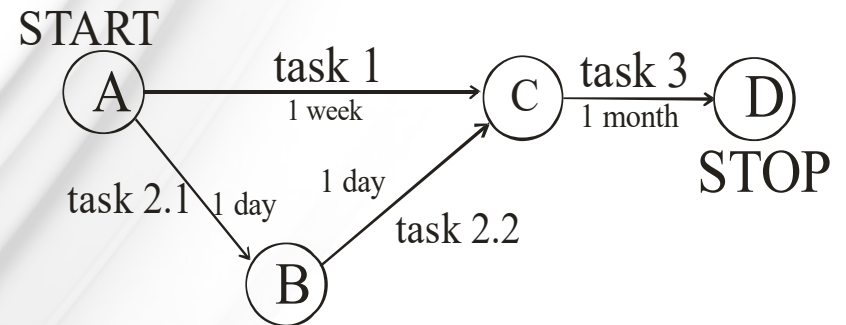 START
A
task 1
1 week
C
task 3
1 month
D
STOP
task 2.1
1 day
1 day
task 2.2
B